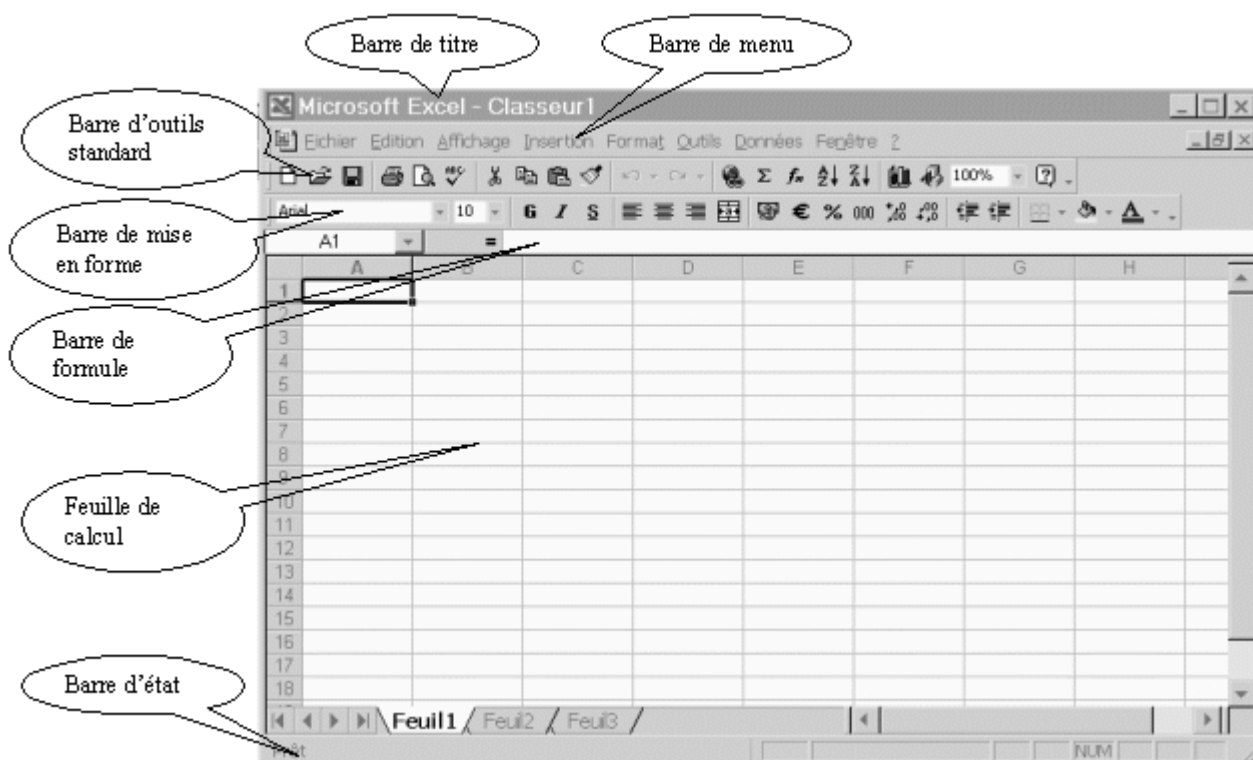 Barre de titre
Barre de menu
Microsoft Excel - Classeur1
Barre d'outils
standard
Eichier Edition Affichage Insertion Format Outils Données Fenêtre ?
100%
Arial 10 G I S € % 000
Barre de mise
en forme
A1 =
A B C D E F G H
1
2
3
Barre de
formule
4
5
6
7
8
9
10
Feuille de
calcul
11
12
13
14
15
16
17
Barre d'état
18
Feuil1 Feuil2 Feuil3
Prêt NUM